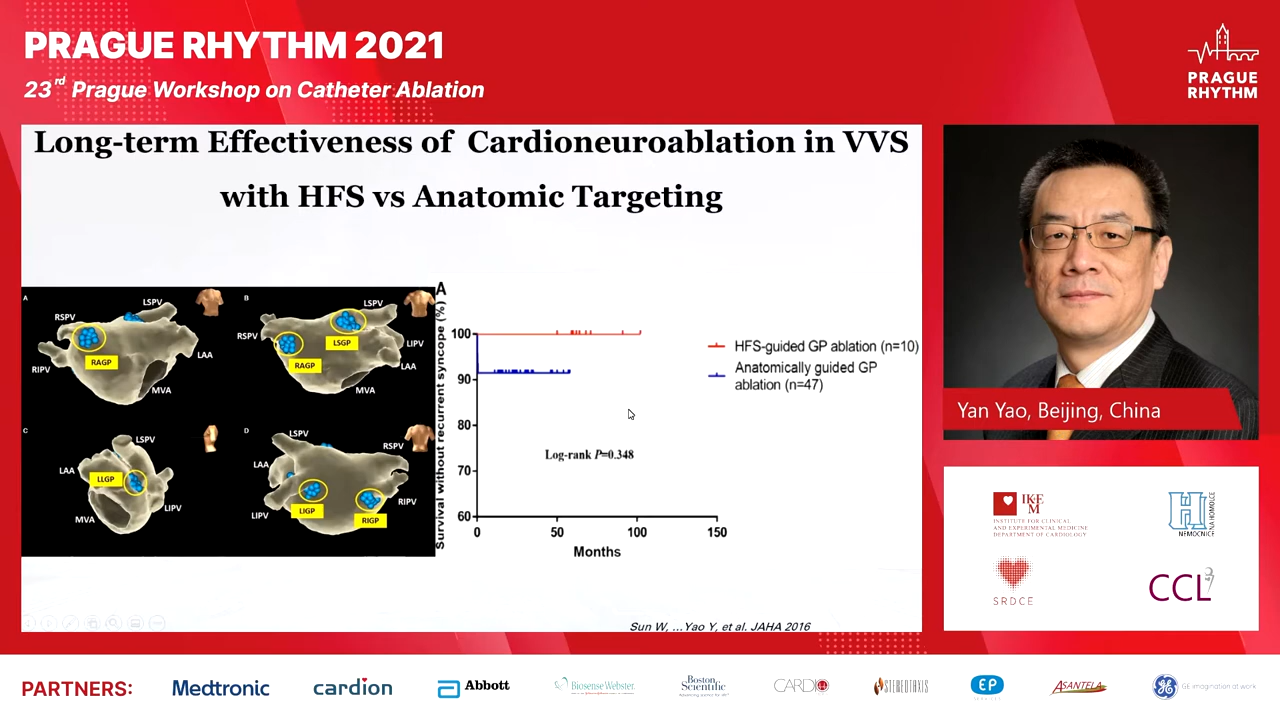 PRAGUE RHYTHM 2021
23rd Prague Workshop on Catheter Ablation
PRAGUE
RHYTHM
Long-term Effectiveness of Cardioneuroablation in VVS
with HFS vs Anatomic Targeting
A
RSPV
LSPV
RAGP
LAA
RIPV
MVA
B
LSPV
RSPV
LSGP
LIPV
RAGP
LAA
MVA
C
LSPV
LAA
LLGP
LIPV
MVA
D
LSPV
RSPV
LAA
LIGP
RIPV
LIPV
RIGP
A
Survival without recurrent syncope (%)
100
90
80
70
60
0
50
100
150
Months
Log-rank P=0.348
HFS-guided GP ablation (n=10)
Anatomically guided GP
ablation (n=47)
Sun W, ...Yao Y, et al. JAHA 2016
Yan Yao, Beijing, China
IKEM
INSTITUTE FOR CLINICAL
AND EXPERIMENTAL MEDICINE
DEPARTMENT OF CARDIOLOGY
NEMOCNICE
NA HOMOLCE
SRDCE
CCL
PARTNERS:
Medtronic
cardion
Abbott
Biosense Webster
Boston
Scientific
CARDIO
STEREOTAXIS
EP
ASANTELA
GE imagination at work